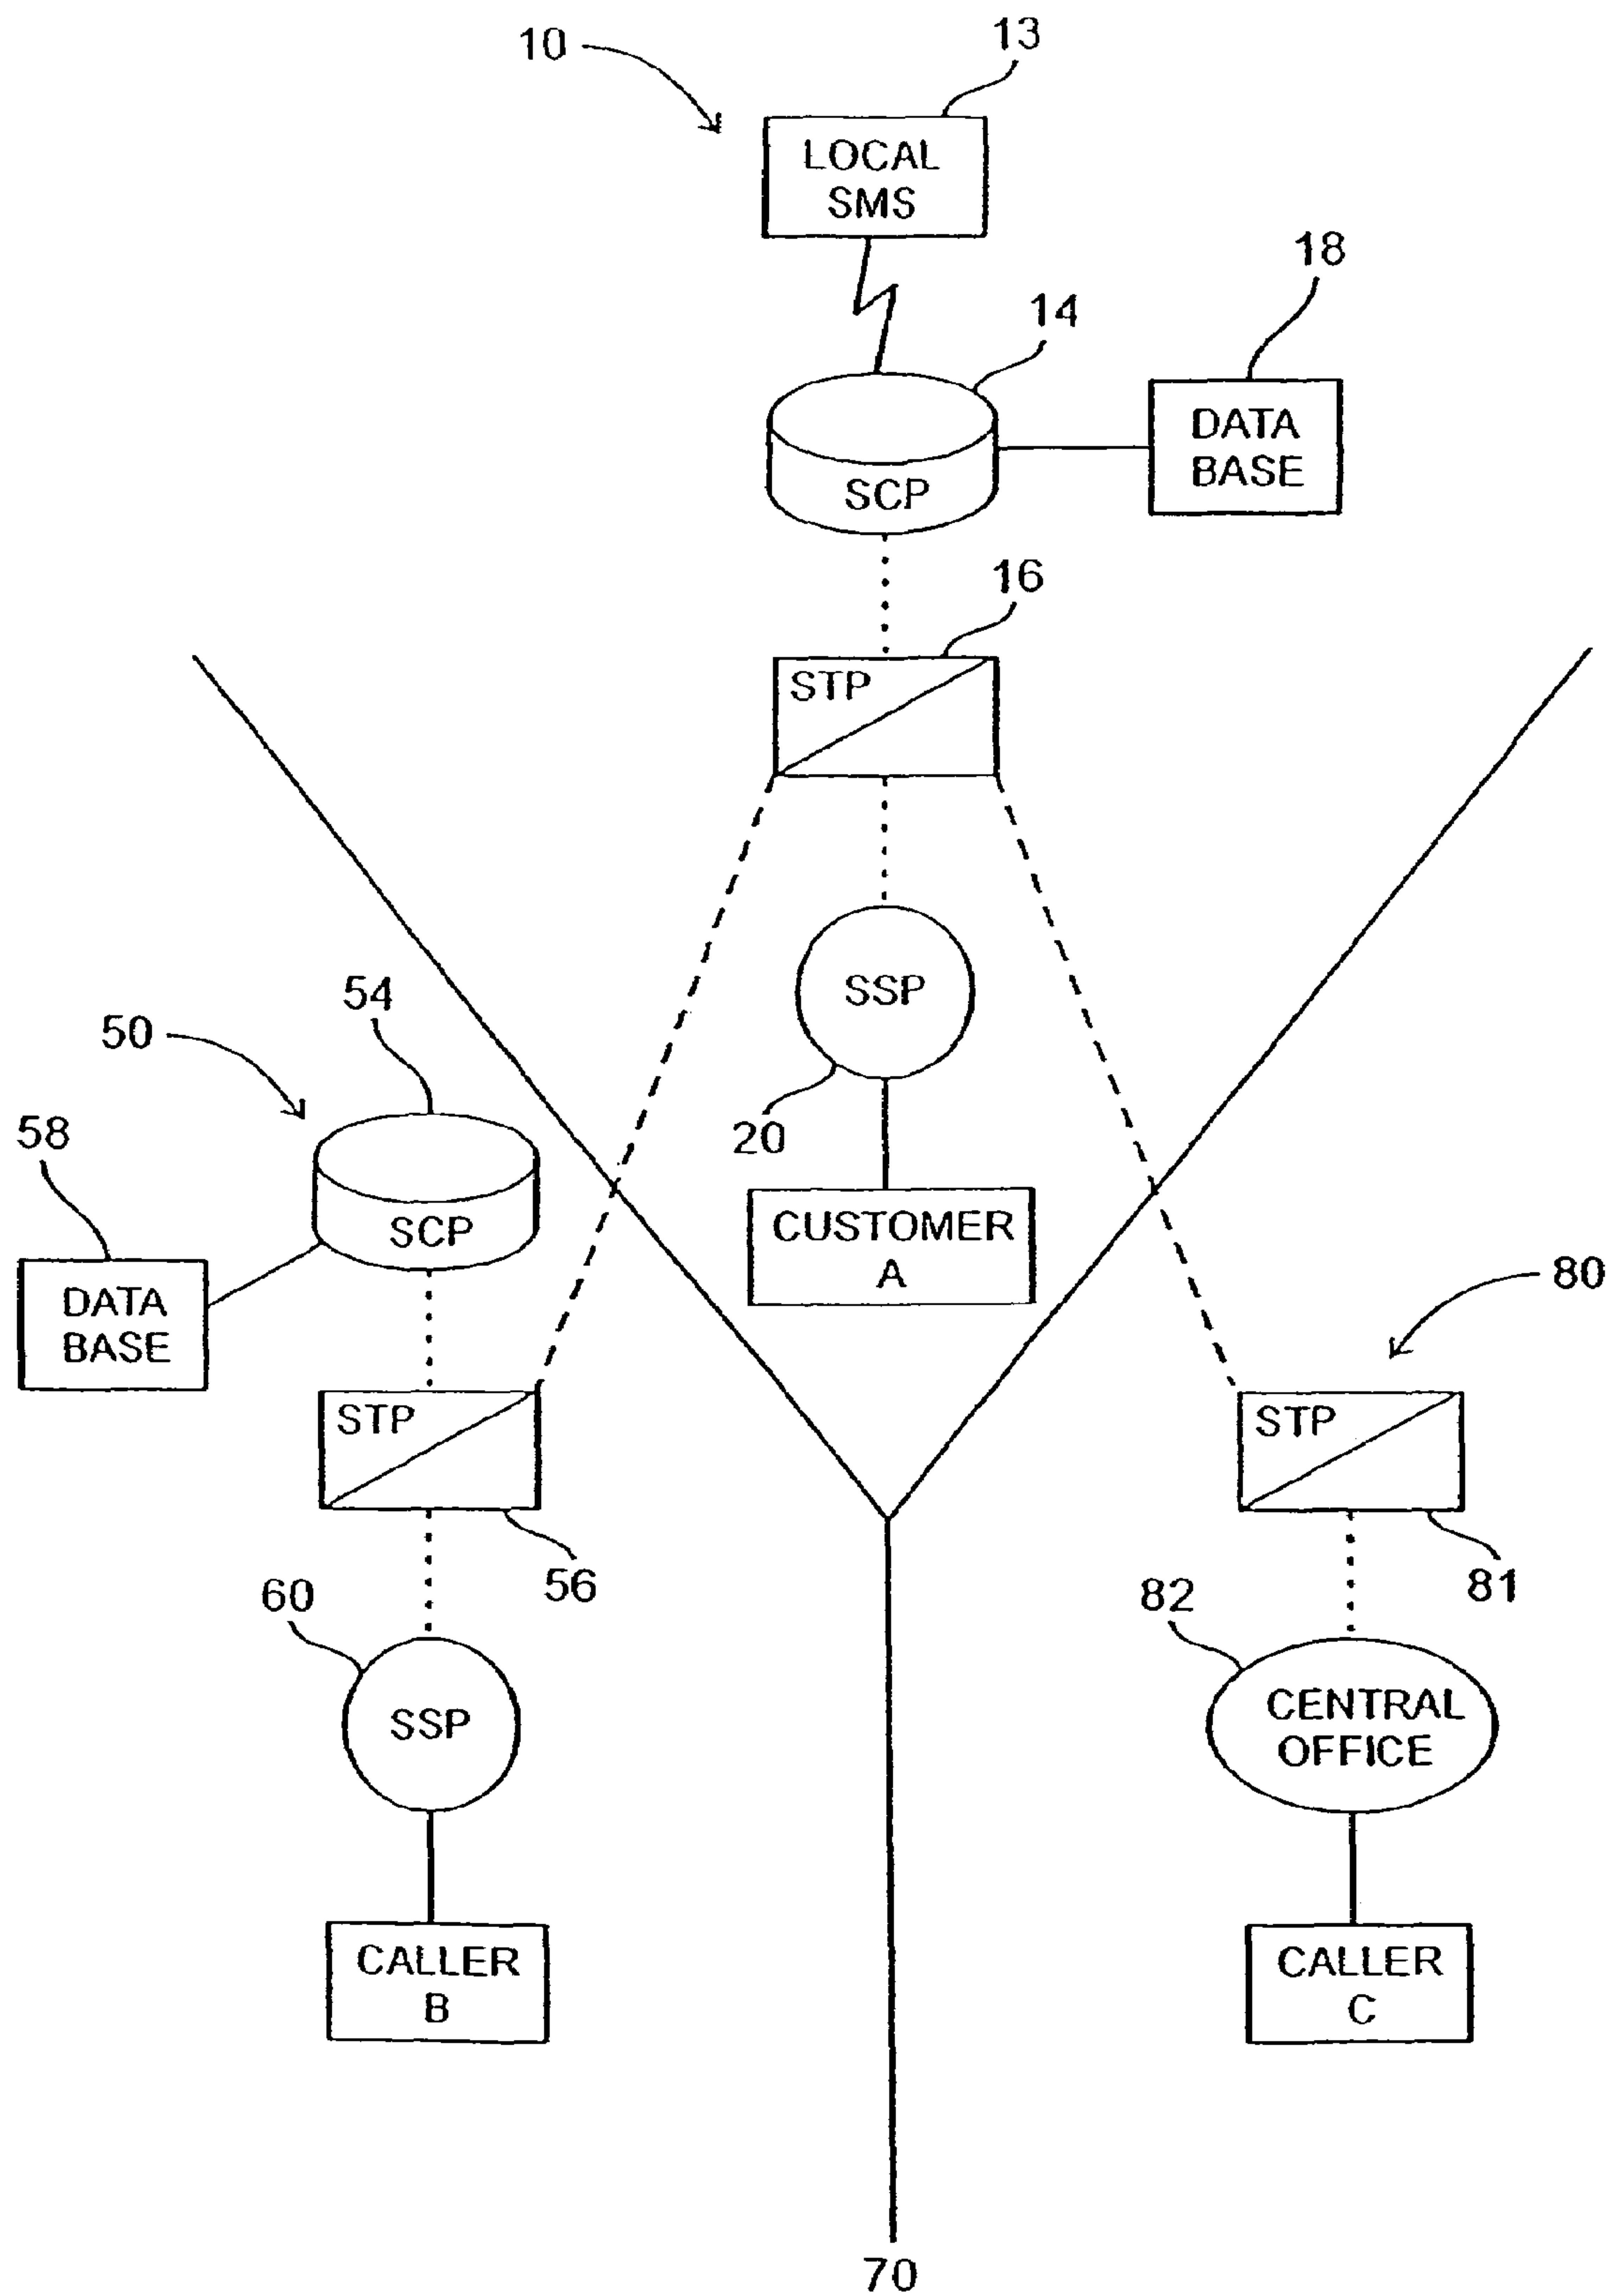 10
13
LOCAL
SMS
18
14
DATA
BASE
SCP
16
STP
SSP
20
CUSTOMER
A
54
50
58
SCP
DATA
BASE
STP
56
60
SSP
CALLER
B
80
STP
81
82
CENTRAL
OFFICE
CALLER
C
70